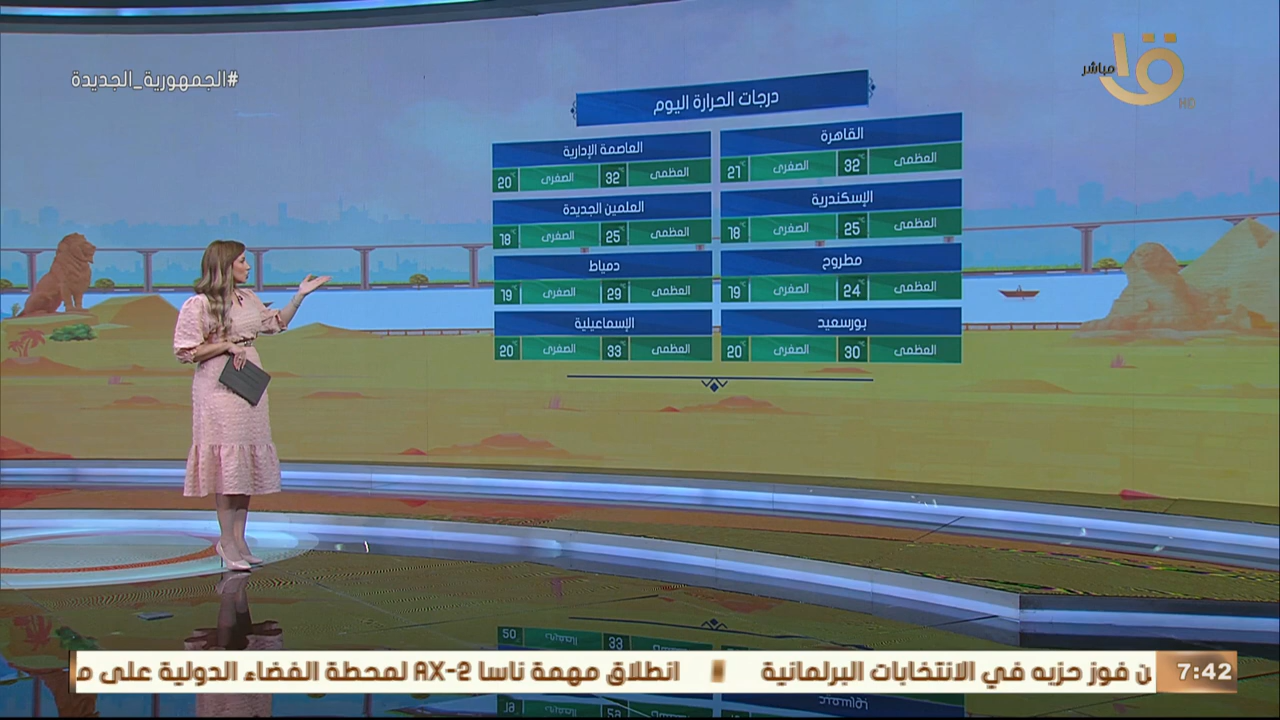 #الجمهورية_الجديدة
مباشر
HD
درجات الحرارة اليوم
القاهرة
العظمى 32°c الصغرى 21°c
العاصمة الإدارية
العظمى 32°c الصغرى 20°c
الإسكندرية
العظمى 25°c الصغرى 18°c
العلمين الجديدة
العظمى 25°c الصغرى 18°c
مطروح
العظمى 24°c الصغرى 19°c
دمياط
العظمى 29°c الصغرى 19°c
بورسعيد
العظمى 30°c الصغرى 20°c
الإسماعيلية
العظمى 33°c الصغرى 20°c
7:42 ن فوز حزبه في الانتخابات البرلمانية انطلاق مهمة ناسا AX-2 لمحطة الفضاء الدولية على م